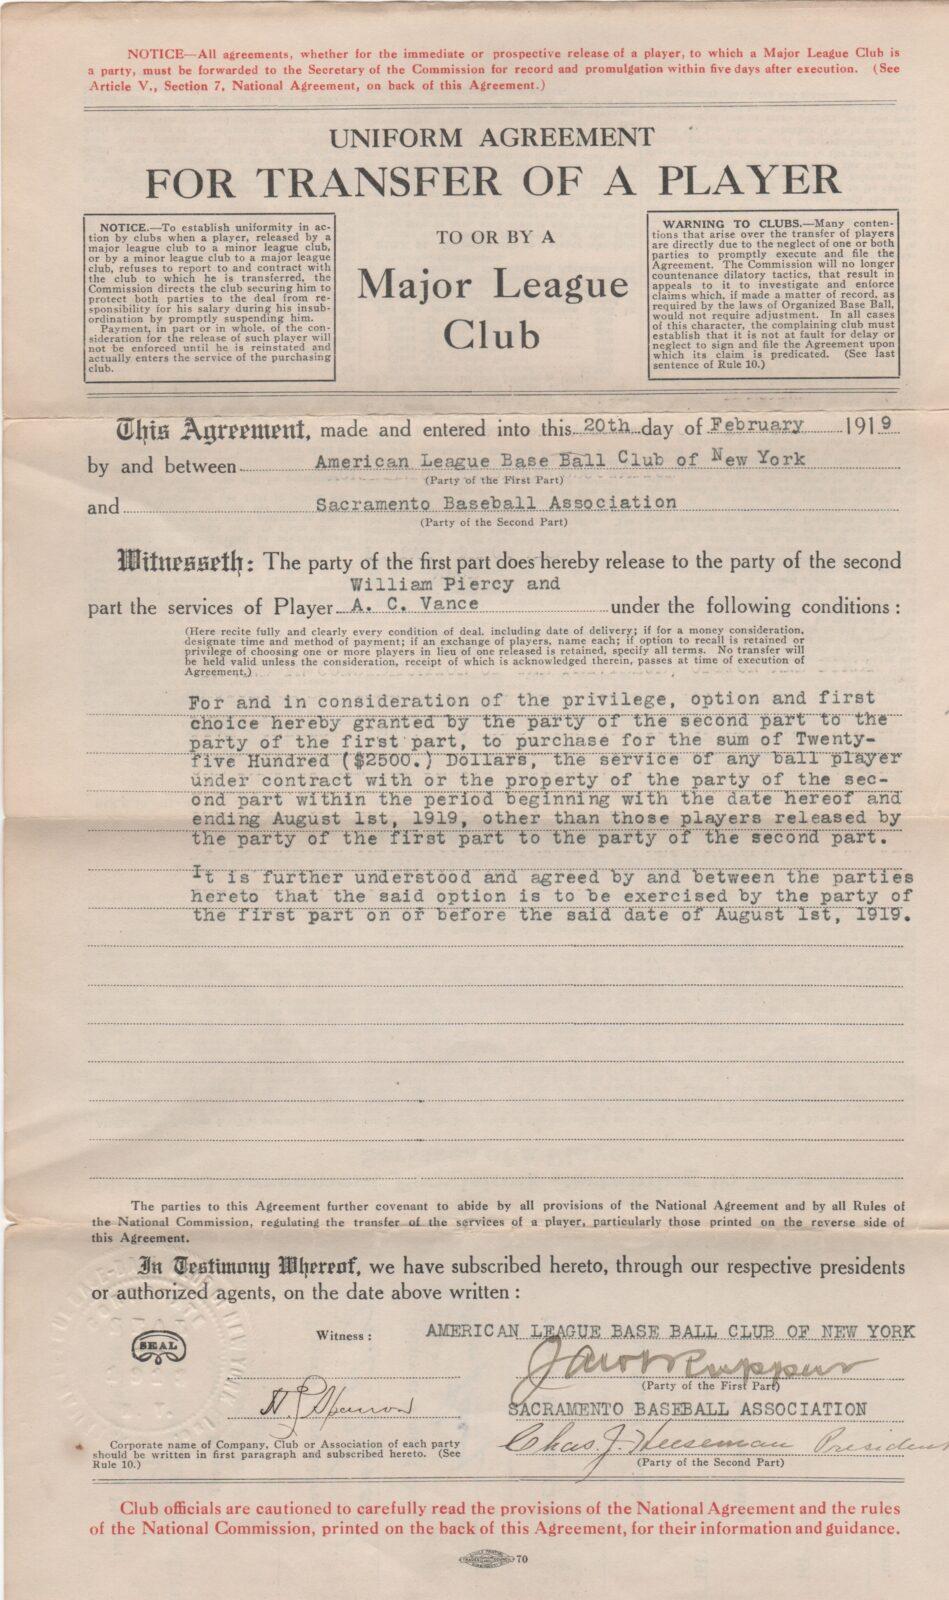 NOTICE—All agreements, whether for the immediate or prospective release of a player, to which a Major League Club is
a party, must be forwarded to the Secretary of the Commission for record and promulgation within five days after execution. (See
Article V., Section 7, National Agreement, on back of this Agreement.)
UNIFORM AGREEMENT
FOR TRANSFER OF A PLAYER
NOTICE.—To establish uniformity in ac-
tion by clubs when a player, released by a
major league club to a minor league club,
or by a minor league club to a major league
club, refuses to report to and contract with
the club to which he is transferred, the
Commission directs the club securing him to
protect both parties to the deal from re-
sponsibility for his salary during his insub-
ordination by promptly suspending him.
Payment, in part or in whole, of the con-
sideration for the release of such player will
not be enforced until he is reinstated and
actually enters the service of the purchasing
club.
TO OR BY A
Major League
Club
WARNING TO CLUBS.—Many conten-
tions that arise over the transfer of players
are directly due to the neglect of one or both
parties to promptly execute and file the
Agreement. The Commission will no longer
countenance dilatory tactics, that result in
appeals to it to investigate and enforce
claims which, if made a matter of record, as
required by the laws of Organized Base Ball,
would not require adjustment. In all cases
of this character, the complaining club must
establish that it is not at fault for delay or
neglect to sign and file the Agreement upon
which its claim is predicated. (See last
sentence of Rule 10.)
This Agreement, made and entered into this 20th day of February 1919
by and between American League Base Ball Club of New York
(Party of the First Part)
and Sacramento Baseball Association
(Party of the Second Part)
Witnesseth: The party of the first part does hereby release to the party of the second
William Piercy and
part the services of Player A. C. Vance under the following conditions:
(Here recite fully and clearly every condition of deal, including date of delivery; if for a money consideration,
designate time and method of payment; if an exchange of players, name each; if option to recall is retained or
privilege of choosing one or more players in lieu of one released is retained, specify all terms. No transfer will
be held valid unless the consideration, receipt of which is acknowledged therein, passes at time of execution of
Agreement.)
For and in consideration of the privilege, option and first
choice hereby granted by the party of the second part to the
party of the first part, to purchase for the sum of Twenty-
five Hundred ($2500.) Dollars, the service of any ball player
under contract with or the property of the party of the sec-
ond part within the period beginning with the date hereof and
ending August 1st, 1919, other than those players released by
the party of the first part to the party of the second part.
It is further understood and agreed by and between the parties
hereto that the said option is to be exercised by the party of
the first part on or before the said date of August 1st, 1919.
The parties to this Agreement further covenant to abide by all provisions of the National Agreement and by all Rules of
the National Commission, regulating the transfer of the services of a player, particularly those printed on the reverse side of
this Agreement.
In Testimony Whereof, we have subscribed hereto, through our respective presidents
or authorized agents, on the date above written:
SEAL
Witness:
AMERICAN LEAGUE BASE BALL CLUB OF NEW YORK
Jacob Ruppert
(Party of the First Part)
SACRAMENTO BASEBALL ASSOCIATION
Chas J. Heeseman President
(Party of the Second Part)
Corporate name of Company, Club or Association of each party
should be written in first paragraph and subscribed hereto. (See
Rule 10.)
Club officials are cautioned to carefully read the provisions of the National Agreement and the rules
of the National Commission, printed on the back of this Agreement, for their information and guidance.
70